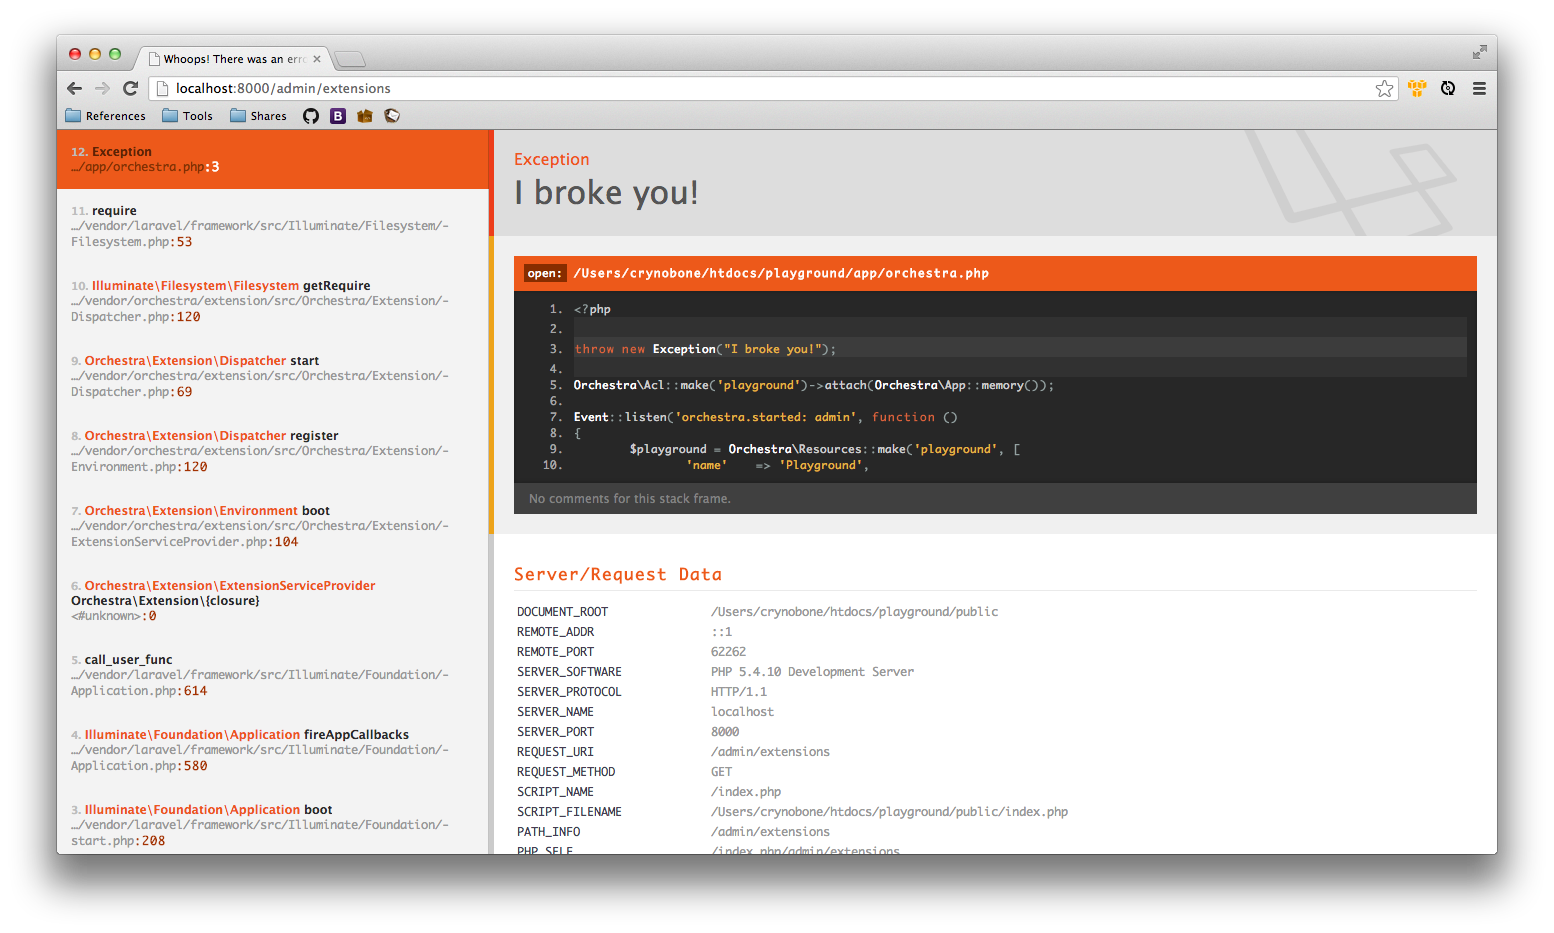 Whoops! There was an erro
localhost:8000/admin/extensions
References Tools Shares B
12. Exception
…/app/orchestra.php:3
11. require
…/vendor/laravel/framework/src/Illuminate/Filesystem/-
Filesystem.php:53
10. Illuminate\Filesystem\Filesystem getRequire
…/vendor/orchestra/extension/src/Orchestra/Extension/-
Dispatcher.php:120
9. Orchestra\Extension\Dispatcher start
…/vendor/orchestra/extension/src/Orchestra/Extension/-
Dispatcher.php:69
8. Orchestra\Extension\Dispatcher register
…/vendor/orchestra/extension/src/Orchestra/Extension/-
Environment.php:120
7. Orchestra\Extension\Environment boot
…/vendor/orchestra/extension/src/Orchestra/Extension/-
ExtensionServiceProvider.php:104
6. Orchestra\Extension\ExtensionServiceProvider
Orchestra\Extension\{closure}
<#unknown>:0
5. call_user_func
…/vendor/laravel/framework/src/Illuminate/Foundation/-
Application.php:614
4. Illuminate\Foundation\Application fireAppCallbacks
…/vendor/laravel/framework/src/Illuminate/Foundation/-
Application.php:580
3. Illuminate\Foundation\Application boot
…/vendor/laravel/framework/src/Illuminate/Foundation/-
start.php:208
Exception
I broke you!
open: /Users/crynobone/htdocs/playground/app/orchestra.php
1. <?php
2.
3. throw new Exception("I broke you!");
4.
5. Orchestra\Acl::make('playground')->attach(Orchestra\App::memory());
6.
7. Event::listen('orchestra.started: admin', function ()
8. {
9. $playground = Orchestra\Resources::make('playground', [
10. 'name' => 'Playground',
No comments for this stack frame.
Server/Request Data
DOCUMENT_ROOT /Users/crynobone/htdocs/playground/public
REMOTE_ADDR ::1
REMOTE_PORT 62262
SERVER_SOFTWARE PHP 5.4.10 Development Server
SERVER_PROTOCOL HTTP/1.1
SERVER_NAME localhost
SERVER_PORT 8000
REQUEST_URI /admin/extensions
REQUEST_METHOD GET
SCRIPT_NAME /index.php
SCRIPT_FILENAME /Users/crynobone/htdocs/playground/public/index.php
PATH_INFO /admin/extensions
PHP_SELF /index.php/admin/extensions